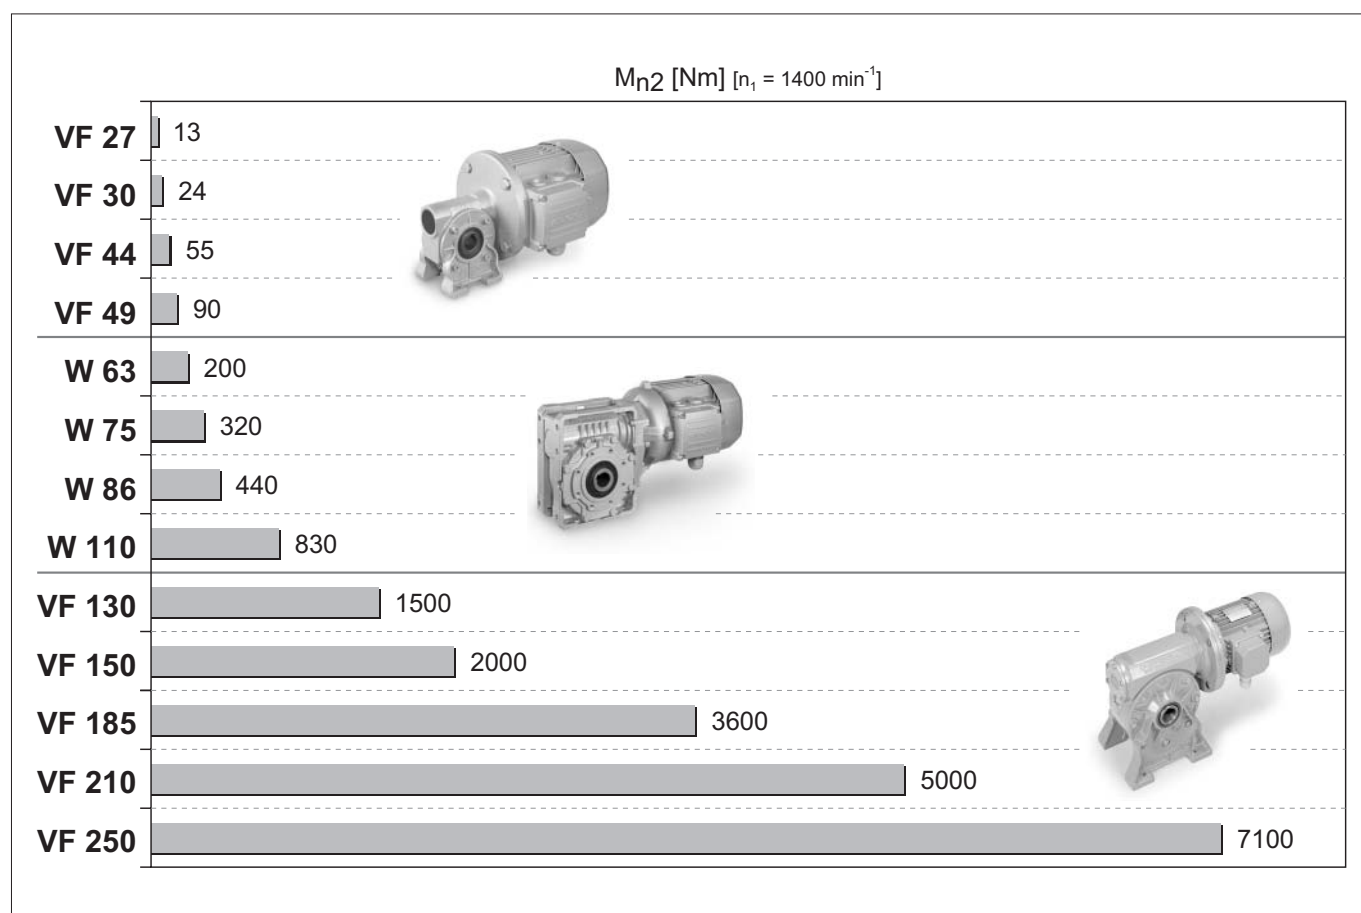 Mn2 [Nm] [n₁ = 1400 min⁻¹]
VF 27 13
VF 30 24
VF 44 55
VF 49 90
W 63 200
W 75 320
W 86 440
W 110 830
VF 130 1500
VF 150 2000
VF 185 3600
VF 210 5000
VF 250 7100